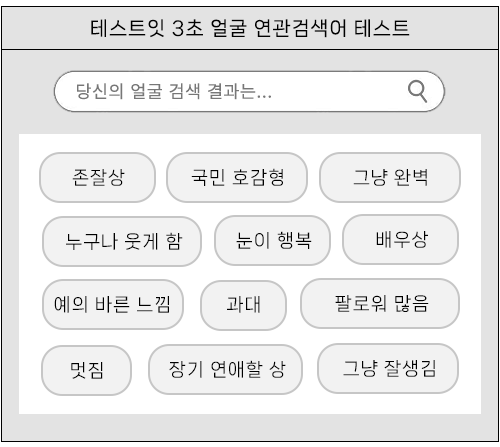 테스트잇 3초 얼굴 연관검색어 테스트
당신의 얼굴 검색 결과는...
존잘상 국민 호감형 그냥 완벽
누구나 웃게 함 눈이 행복 배우상
예의 바른 느낌 과대 팔로워 많음
멋짐 장기 연애할 상 그냥 잘생김